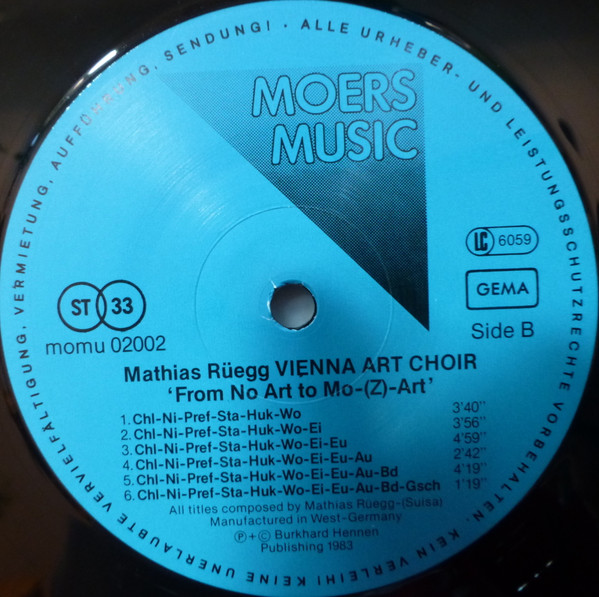 ALLE URHEBER- UND LEISTUNGSSCHUTZRECHTE VORBEHALTEN. KEIN VERLEIH! KEINE UNERLAUBTE VERVIELFÄLTIGUNG, VERMIETUNG, AUFFÜHRUNG, SENDUNG! ·
MOERS
MUSIC
LC 6059
GEMA
ST 33
momu 02002
Side B
Mathias Rüegg VIENNA ART CHOIR
'From No Art to Mo-(Z)-Art'
1. Chl-Ni-Pref-Sta-Huk-Wo 3'40"
2. Chl-Ni-Pref-Sta-Huk-Wo-Ei 3'56"
3. Chl-Ni-Pref-Sta-Huk-Wo-Ei-Eu 4'59"
4. Chl-Ni-Pref-Sta-Huk-Wo-Ei-Eu-Au 2'42"
5. Chl-Ni-Pref-Sta-Huk-Wo-Ei-Eu-Au-Bd 4'19"
6. Chl-Ni-Pref-Sta-Huk-Wo-Ei-Eu-Au-Bd-Gsch 1'19"
All titles composed by Mathias Rüegg-(Suisa)
Manufactured in West-Germany
Ⓟ+Ⓒ Burkhard Hennen
Publishing 1983